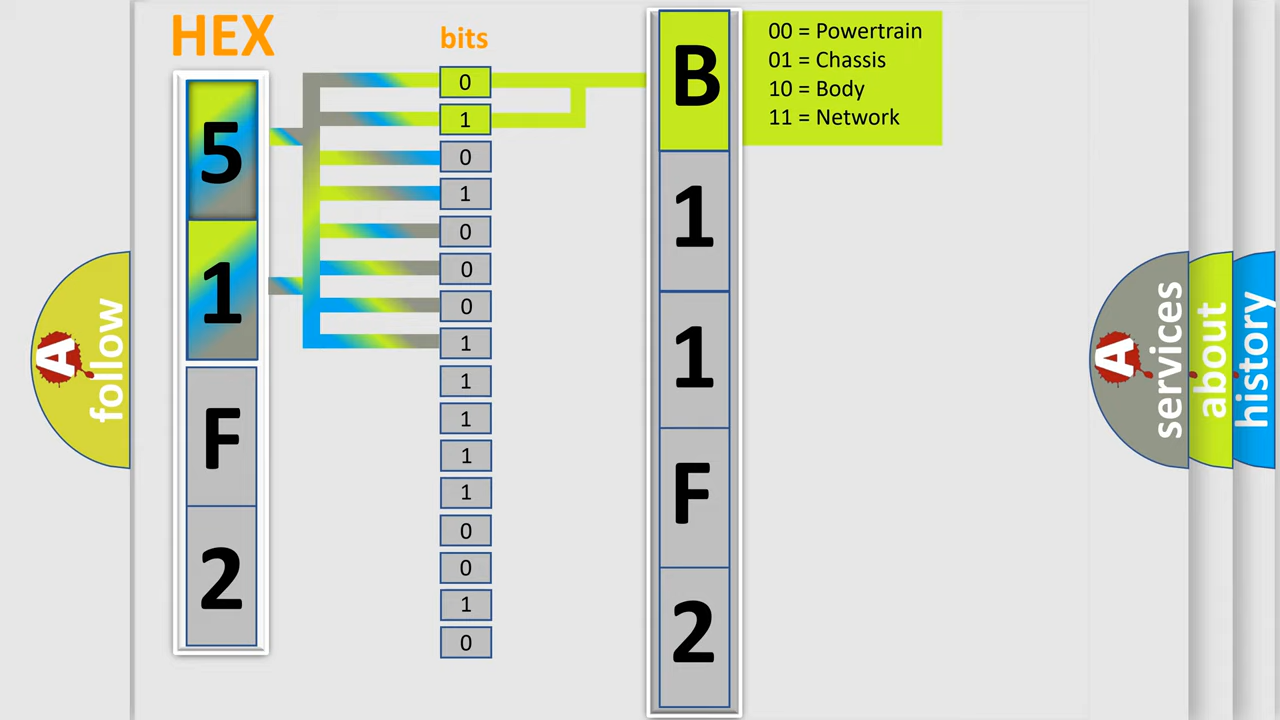 HEX
bits
5
1
F
2
0
1
0
1
0
0
0
1
1
1
1
1
0
0
1
0
B
1
1
F
2
00 = Powertrain
01 = Chassis
10 = Body
11 = Network
A
follow
A
services
about
history